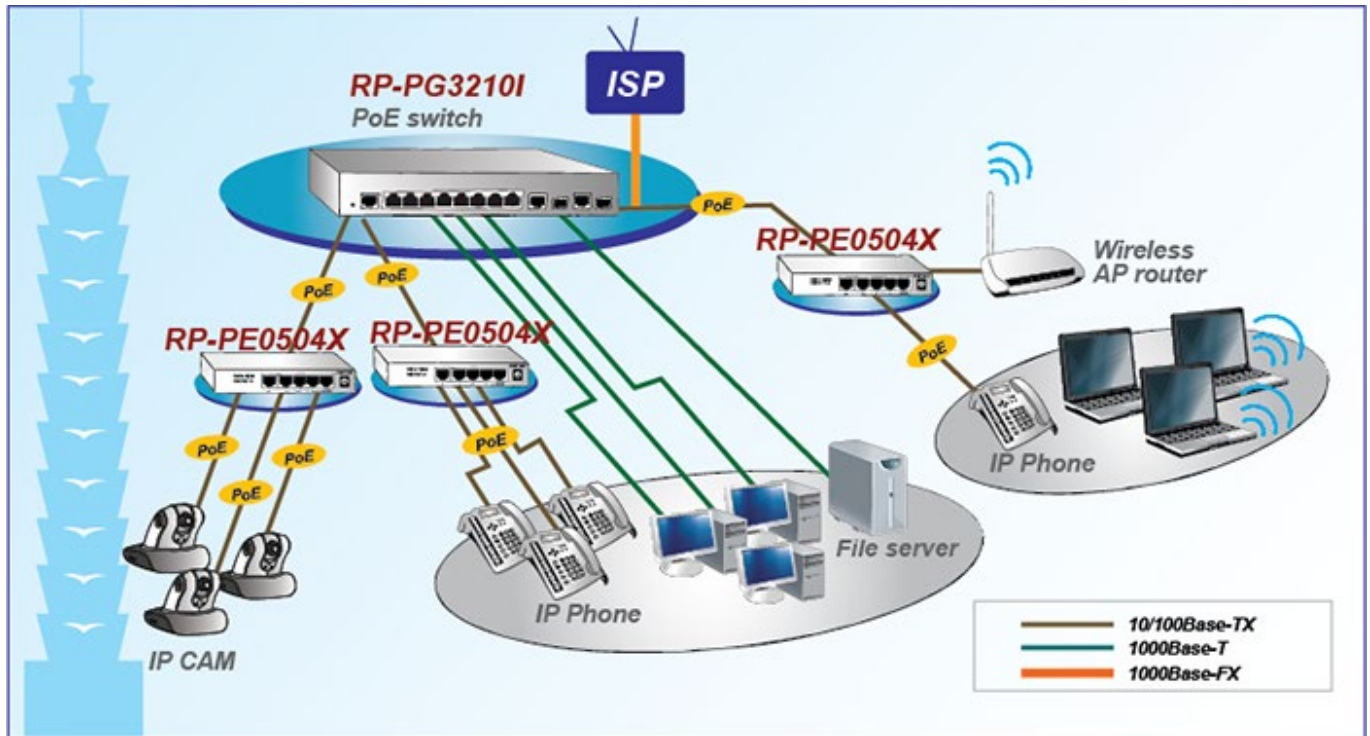 RP-PG3210I
PoE switch
ISP
PoE
RP-PE0504X
Wireless
AP router
PoE
PoE
PoE
RP-PE0504X
RP-PE0504X
PoE
IP Phone
PoE
PoE
PoE
PoE
IP CAM
IP Phone
File server
10/100Base-TX
1000Base-T
1000Base-FX